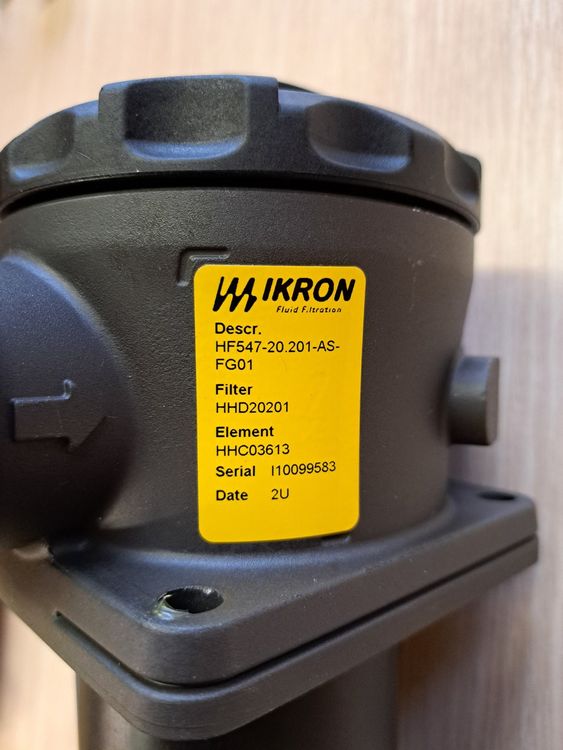 IKRON
Fluid Filtration
Descr.
HF547-20.201-AS-
FG01
Filter
HHD20201
Element
HHC03613
Serial I10099583
Date 2U